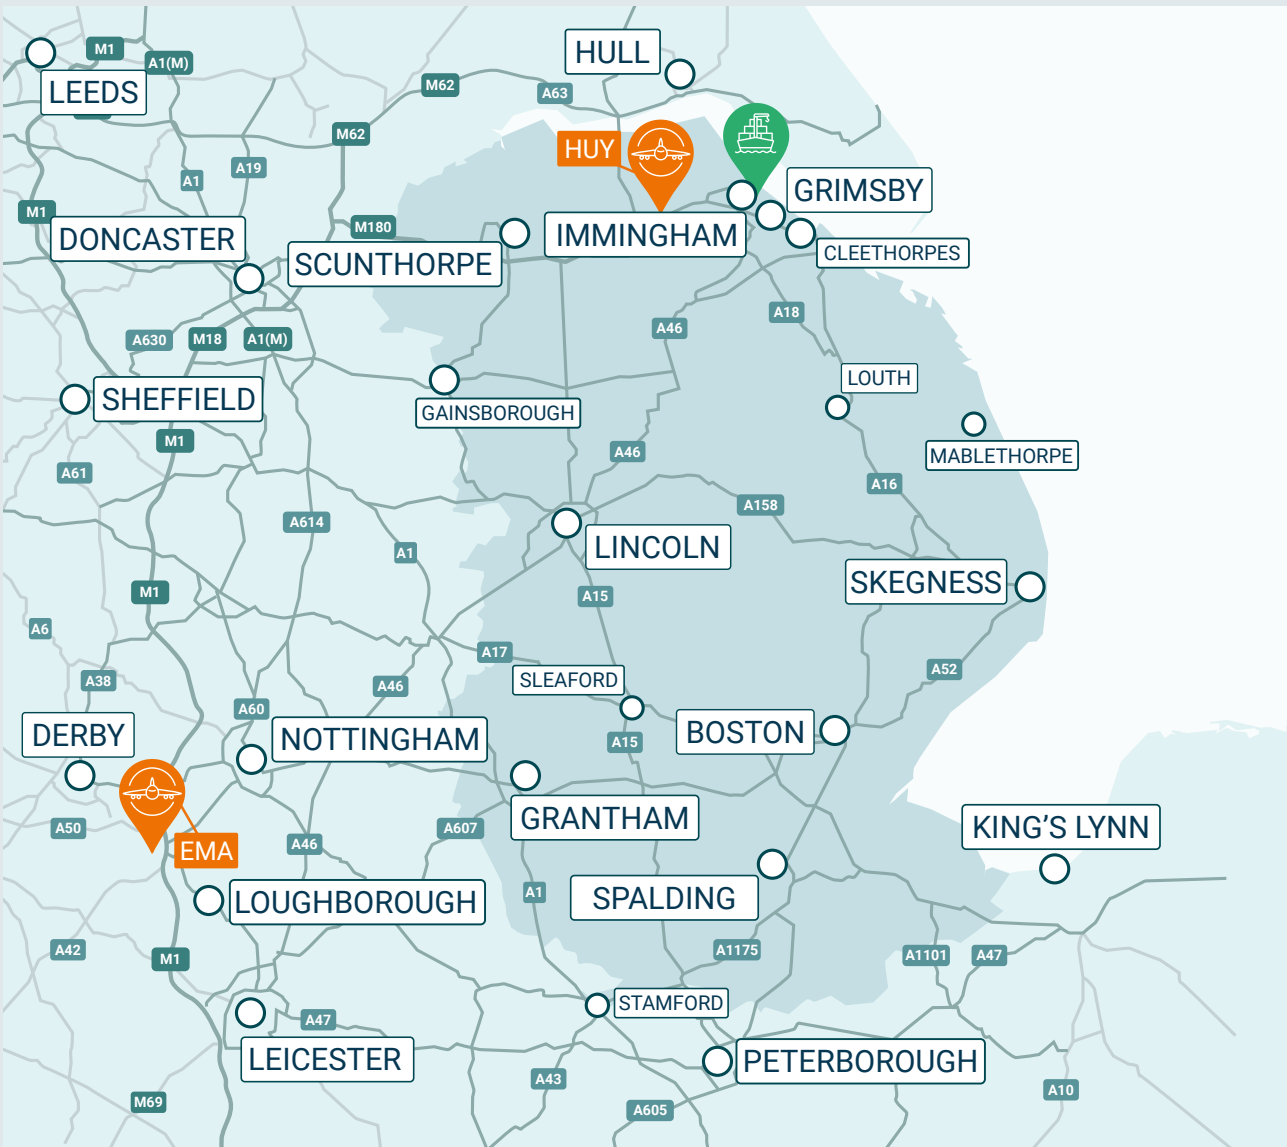 M1
A1(M)
HULL
LEEDS
M62
A63
M62
HUY
A19
A1
GRIMSBY
M1
DONCASTER
M180
IMMINGHAM
SCUNTHORPE
CLEETHORPES
A18
A46
A630
M18
A1(M)
LOUTH
SHEFFIELD
GAINSBOROUGH
M1
A46
MABLETHORPE
A61
A16
A158
A614
A1
LINCOLN
SKEGNESS
M1
A15
A6
A17
A52
A38
A46
SLEAFORD
A60
DERBY
NOTTINGHAM
A15
BOSTON
A50
A607
GRANTHAM
KING'S LYNN
A46
EMA
A1
SPALDING
LOUGHBOROUGH
A42
M1
A1175
A1101
A47
STAMFORD
A47
LEICESTER
PETERBOROUGH
A43
A10
M69
A605